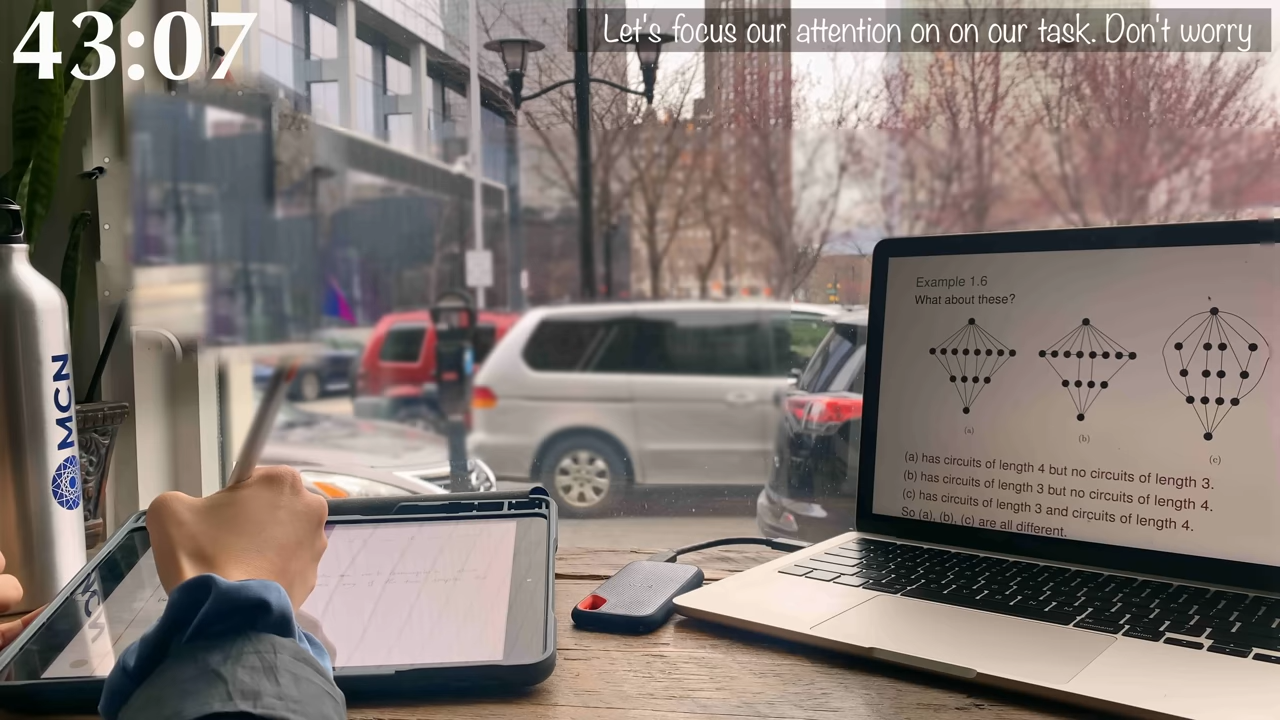 43:07
Let's focus our attention on on our task. Don't worry
MCN
Example 1.6
What about these?
(a)
(b)
(c)
(a) has circuits of length 4 but no circuits of length 3.
(b) has circuits of length 3 but no circuits of length 4.
(c) has circuits of length 3 and circuits of length 4.
So (a), (b), (c) are all different.